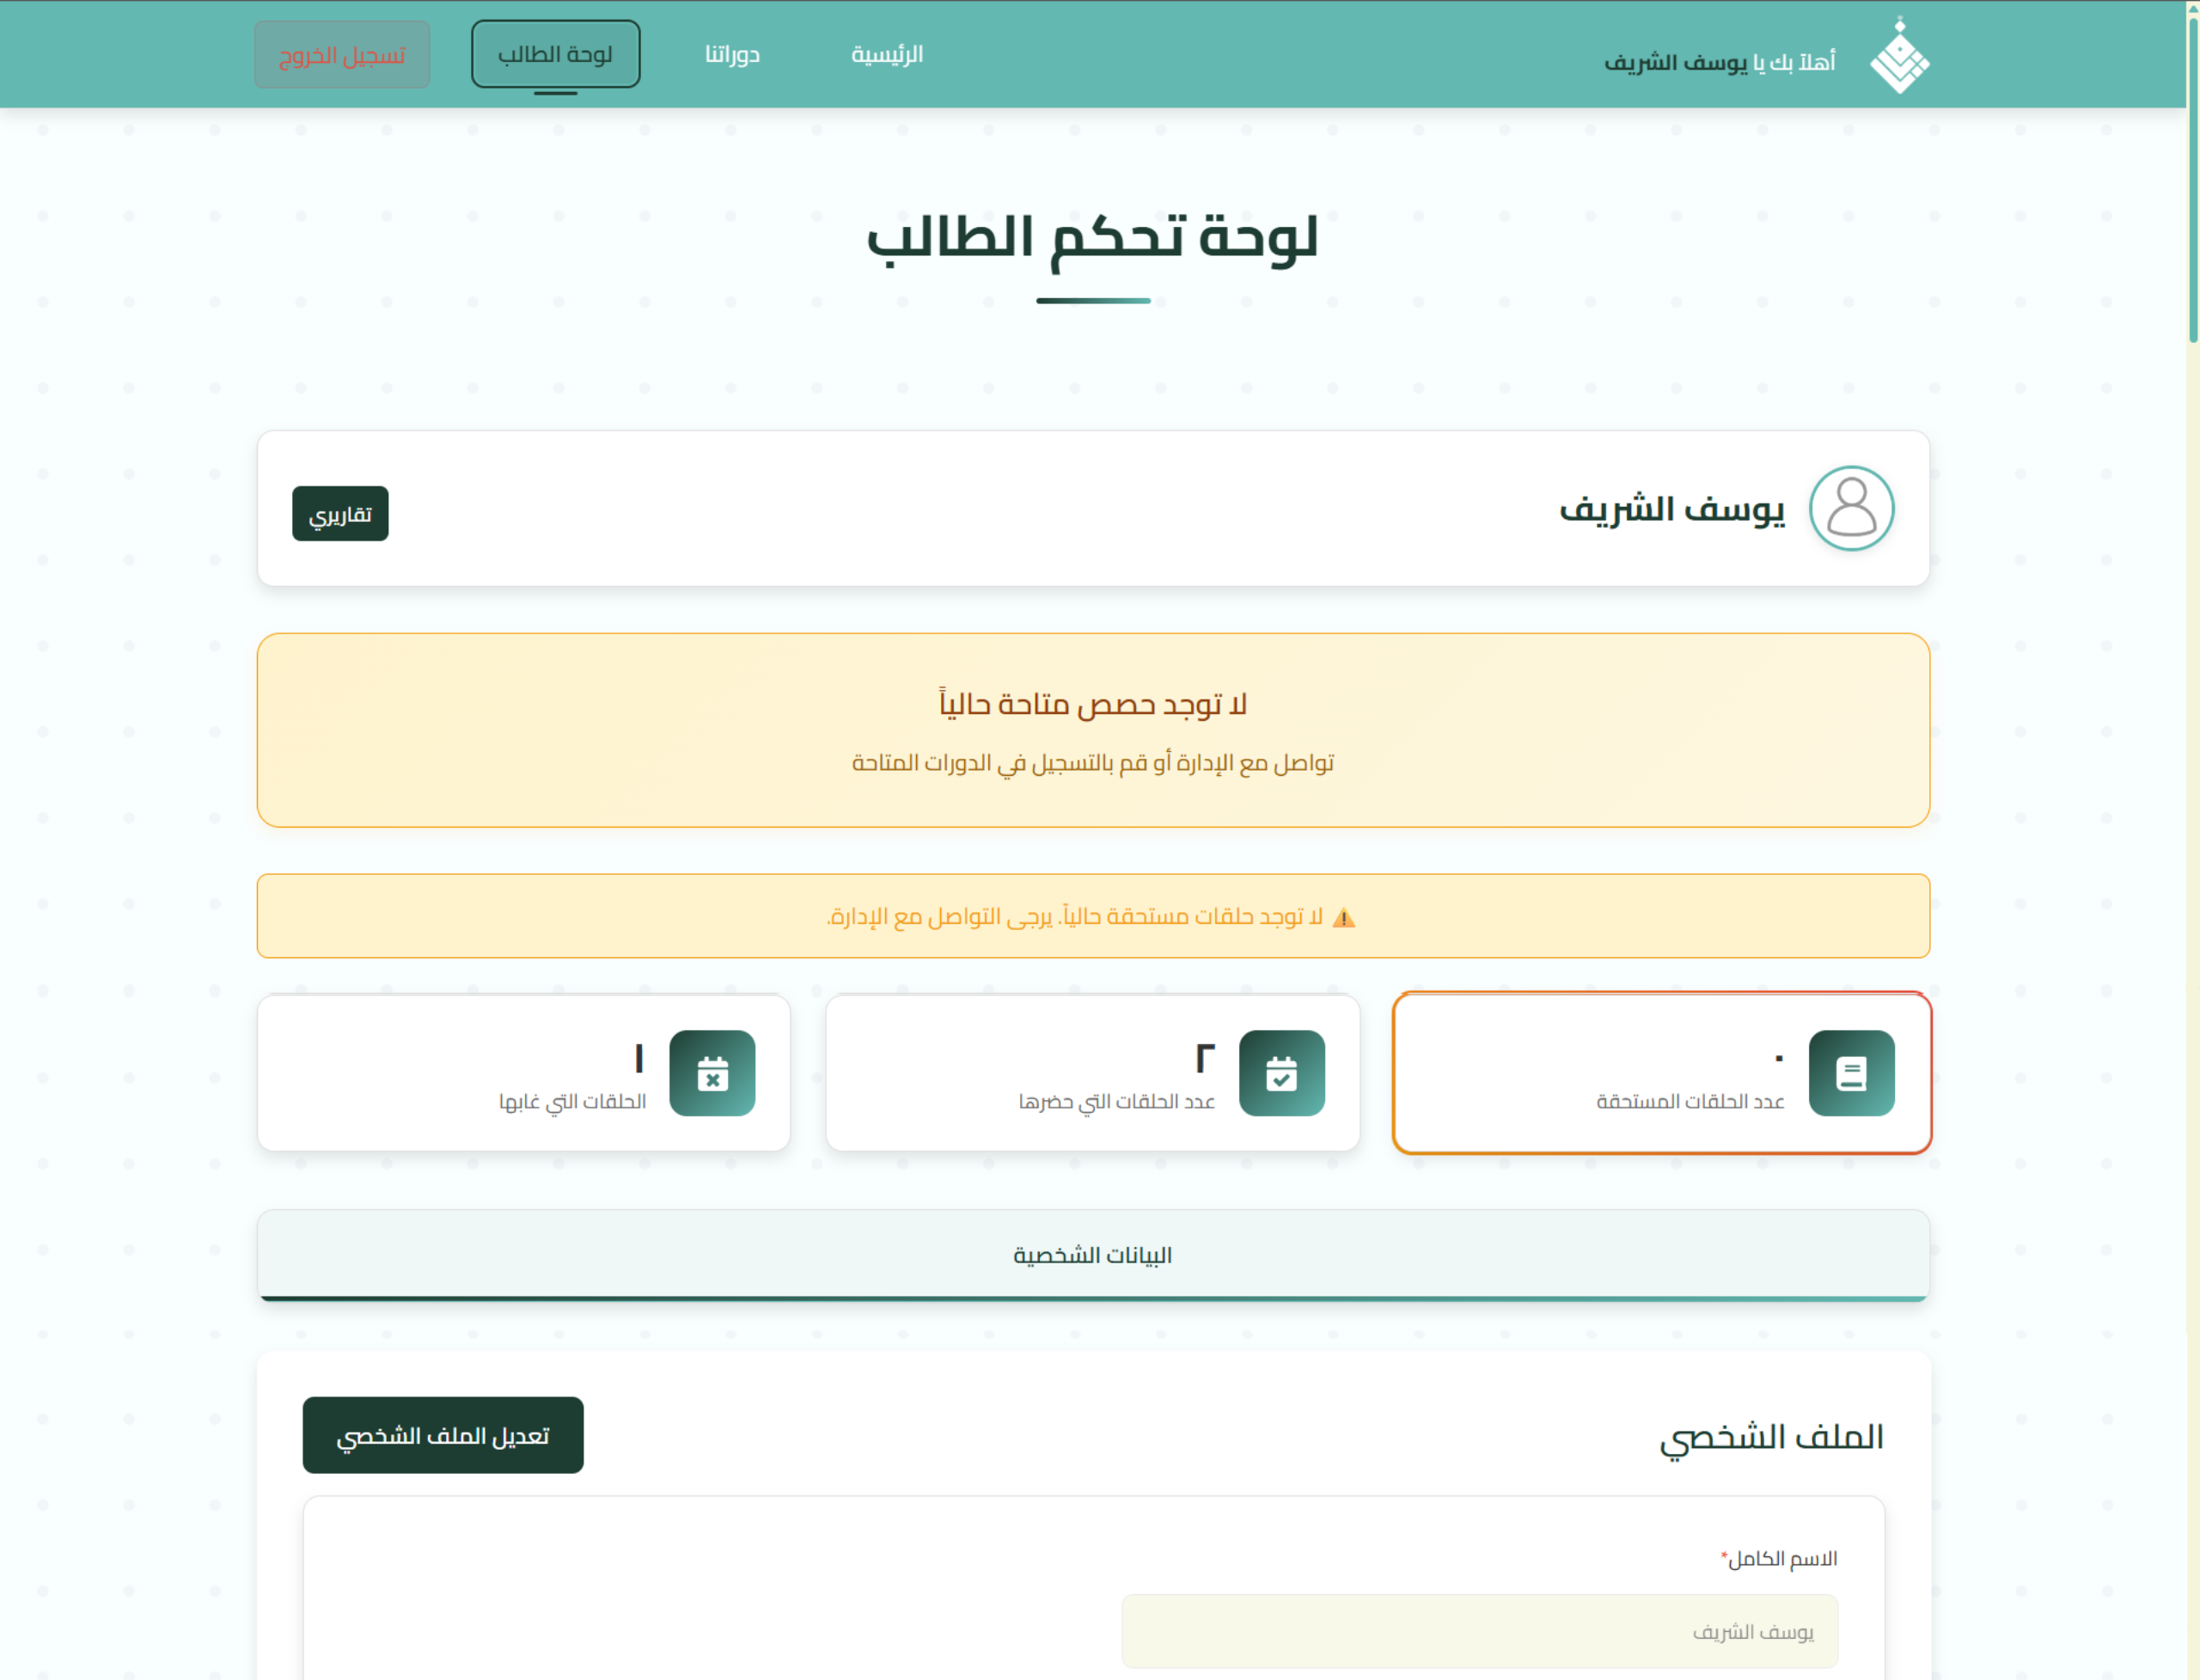 أهلاً بك يا يوسف الشريف
الرئيسية
دوراتنا
لوحة الطالب
تسجيل الخروج
لوحة تحكم الطالب
يوسف الشريف
تقاريري
لا توجد حصص متاحة حالياً
تواصل مع الإدارة أو قم بالتسجيل في الدورات المتاحة
⚠️ لا توجد حلقات مستحقة حالياً. يرجى التواصل مع الإدارة.
٠
عدد الحلقات المستحقة
٢
عدد الحلقات التي حضرها
١
الحلقات التي غابها
البيانات الشخصية
الملف الشخصي
تعديل الملف الشخصي
الاسم الكامل*
يوسف الشريف